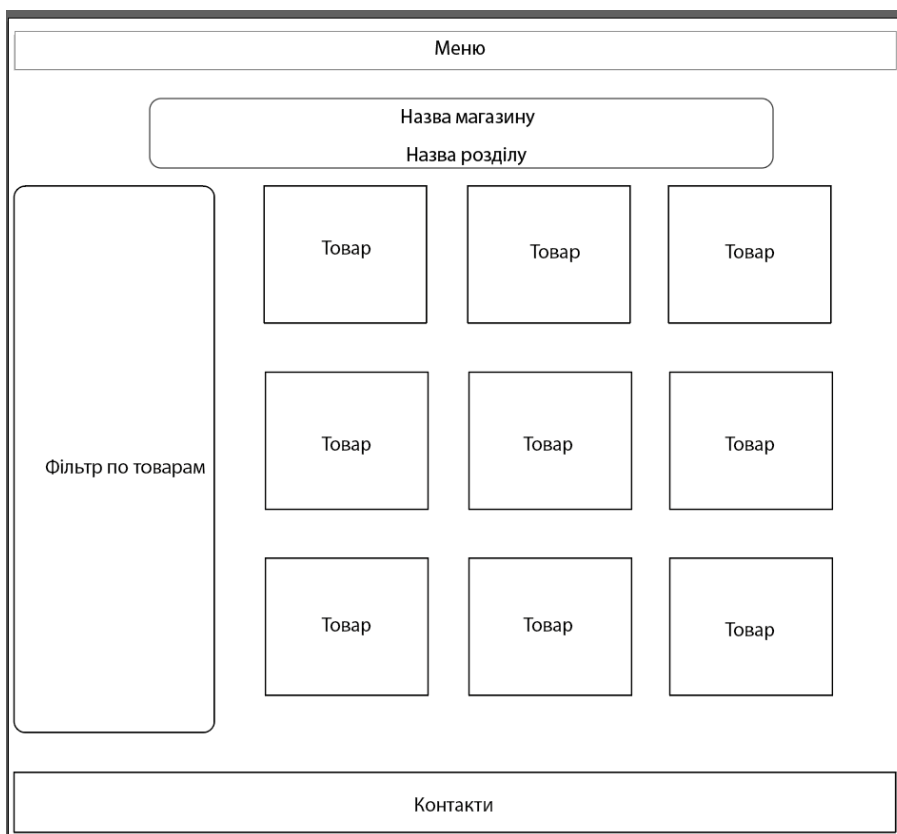 Меню
Назва магазину
Назва розділу
Товар
Товар
Товар
Фільтр по товарам
Товар
Товар
Товар
Товар
Товар
Товар
Контакти